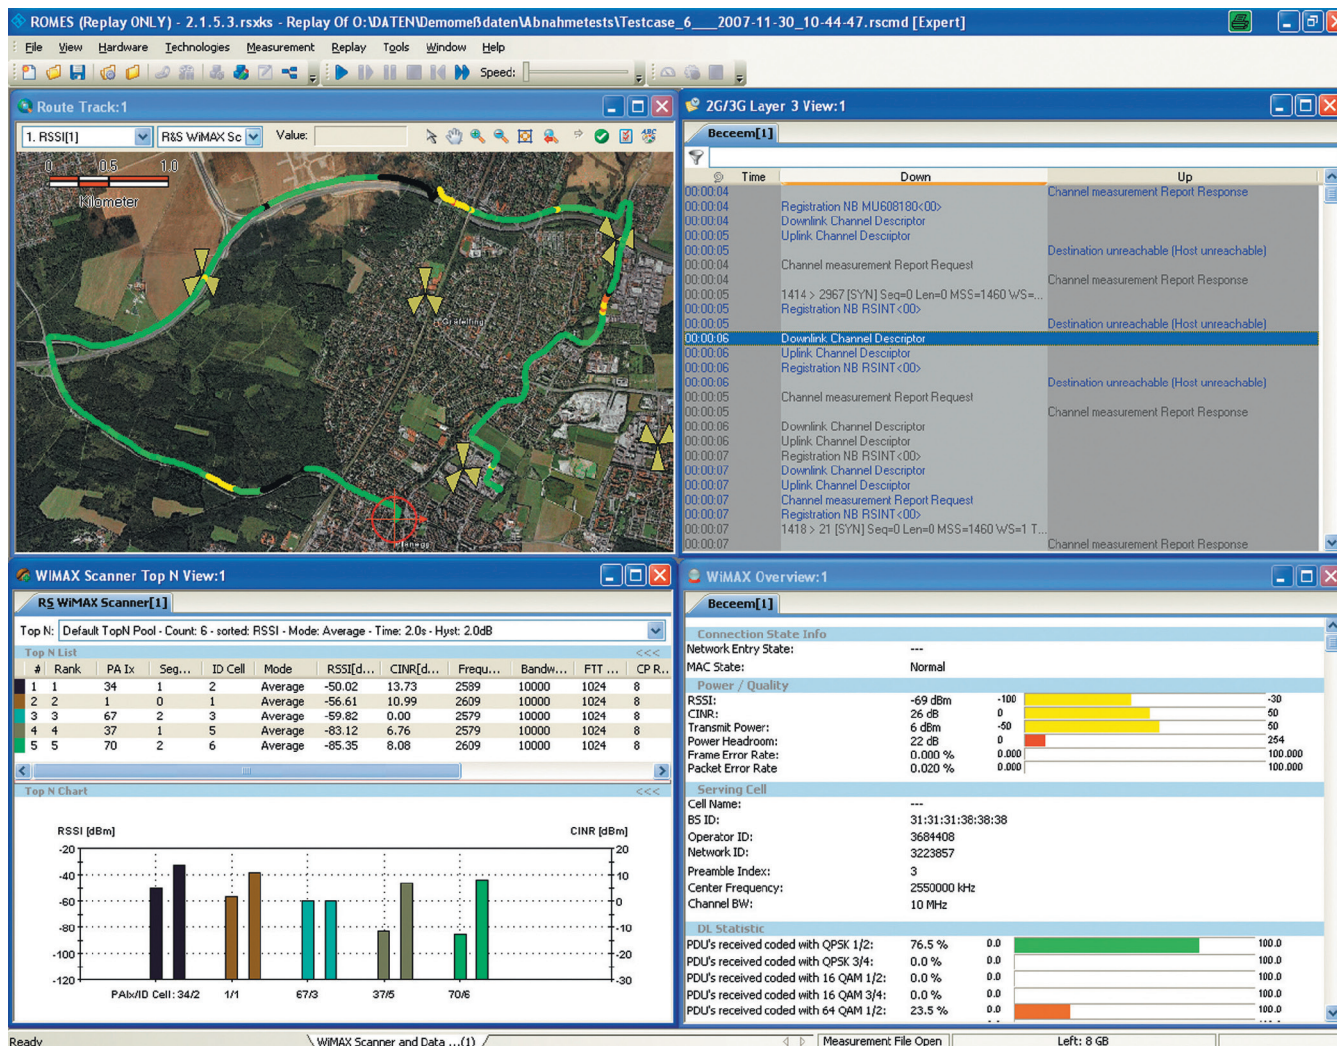 ROMES (Replay ONLY) - 2.1.5.3.rsxks - Replay Of O:\DATEN\Demomeßdaten\Abnahmetests\Testcase_6___2007-11-30_10-44-47.rscmd [Expert]
File View Hardware Technologies Measurement Replay Tools Window Help
Speed:
Route Track:1
1. RSSI[1] R&S WiMAX Sc Value:
ABC
0 0.5 1.0
Kilometer
Gräfelfing
2G/3G Layer 3 View:1
Beceem[1]
Time Down Up
00:00:04 Channel measurement Report Response
00:00:04 Registration NB MU608180<00>
00:00:04 Downlink Channel Descriptor
00:00:05 Uplink Channel Descriptor
00:00:05 Destination unreachable (Host unreachable)
00:00:04 Channel measurement Report Request
00:00:04 Channel measurement Report Response
00:00:05 1414 > 2967 [SYN] Seq=0 Len=0 MSS=1460 WS=...
00:00:05 Registration NB RSINT<00>
00:00:05 Destination unreachable (Host unreachable)
00:00:06 Downlink Channel Descriptor
00:00:06 Uplink Channel Descriptor
00:00:06 Registration NB RSINT<00>
00:00:06 Destination unreachable (Host unreachable)
00:00:05 Channel measurement Report Request
00:00:05 Channel measurement Report Response
00:00:06 Downlink Channel Descriptor
00:00:06 Uplink Channel Descriptor
00:00:06 Registration NB RSINT<00>
00:00:07 Downlink Channel Descriptor
00:00:07 Uplink Channel Descriptor
00:00:07 Channel measurement Report Request
00:00:07 Registration NB RSINT<00>
00:00:07 1418 > 21 [SYN] Seq=0 Len=0 MSS=1460 WS=1 T...
00:00:07 Channel measurement Report Response
WiMAX Scanner Top N View:1
RS WiMAX Scanner[1]
Top N: Default TopN Pool - Count: 6 - sorted: RSSI - Mode: Average - Time: 2.0s - Hyst: 2.0dB
Top N List <<<
# Rank PA Ix Seg... ID Cell Mode RSSI[d... CINR[d... Frequ... Bandw... FTT ... CP R...
1 1 34 1 2 Average -50.02 13.73 2589 10000 1024 8
2 2 1 0 1 Average -56.61 10.99 2609 10000 1024 8
3 3 67 2 3 Average -59.82 0.00 2579 10000 1024 8
4 4 37 1 5 Average -83.12 6.76 2579 10000 1024 8
5 5 70 2 6 Average -85.35 8.08 2609 10000 1024 8
Top N Chart <<<
RSSI [dBm] CINR [dBm]
-20 20
-40 10
-60 0
-80 -10
-100 -20
-120 -30
PAIx/ID Cell: 34/2 1/1 67/3 37/5 70/6
WiMAX Overview:1
Beceem[1]
Connection State Info
Network Entry State: ---
MAC State: Normal
Power / Quality
RSSI: -69 dBm -100 -30
CINR: 26 dB 0 50
Transmit Power: 6 dBm -50 50
Power Headroom: 22 dB 0 254
Frame Error Rate: 0.000 % 0.000 100.000
Packet Error Rate 0.020 % 0.000 100.000
Serving Cell
Cell Name: ---
BS ID: 31:31:31:38:38:38
Operator ID: 3684408
Network ID: 3223857
Preamble Index: 3
Center Frequency: 2550000 kHz
Channel BW: 10 MHz
DL Statistic
PDU's received coded with QPSK 1/2: 76.5 % 0.0 100.0
PDU's received coded with QPSK 3/4: 0.0 % 0.0 100.0
PDU's received coded with 16 QAM 1/2: 0.0 % 0.0 100.0
PDU's received coded with 16 QAM 3/4: 0.0 % 0.0 100.0
PDU's received coded with 64 QAM 1/2: 23.5 % 0.0 100.0
Ready WiMAX Scanner and Data ...(1) Measurement File Open Left: 8 GB